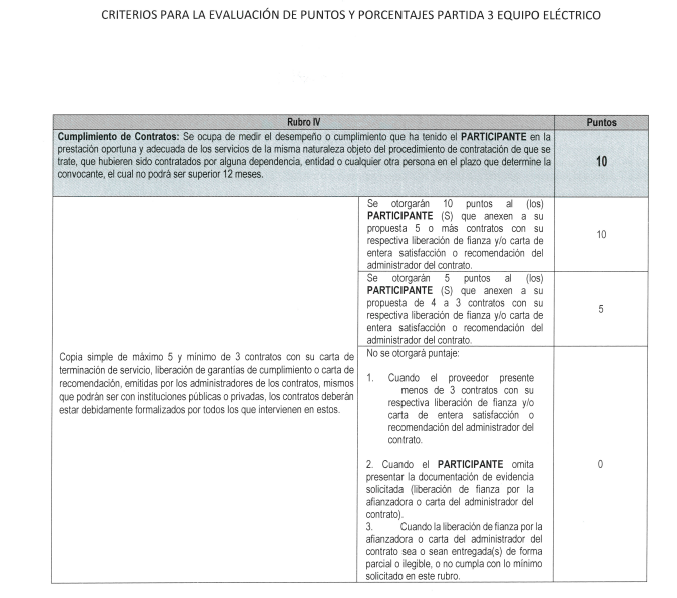 CRITERIOS PARA LA EVALUACIÓN DE PUNTOS Y PORCENTAJES PARTIDA 3 EQUIPO ELÉCTRICO
Rubro IV
Puntos
Cumplimiento de Contratos: Se ocupa de medir el desempeño o cumplimiento que ha tenido el PARTICIPANTE en la
prestación oportuna y adecuada de los servicios de la misma naturaleza objeto del procedimiento de contratación de que se
trate, que hubieren sido contratados por alguna dependencia, entidad o cualquier otra persona en el plazo que determine la
convocante, el cual no podrá ser superior 12 meses.
10
Copia simple de máximo 5 y mínimo de 3 contratos con su carta de
terminación de servicio, liberación de garantías de cumplimiento o carta de
recomendación, emitidas por los administradores de los contratos, mismos
que podrán ser con instituciones públicas o privadas, los contratos deberán
estar debidamente formalizados por todos los que intervienen en estos.
Se otorgarán 10 puntos al (los)
PARTICIPANTE (S) que anexen a su
propuesta 5 o más contratos con su
respectiva liberación de fianza y/o carta de
entera satisfacción o recomendación del
administrador del contrato.
10
Se otorgarán 5 puntos al (los)
PARTICIPANTE (S) que anexen a su
propuesta de 4 a 3 contratos con su
respectiva liberación de fianza y/o carta de
entera satisfacción o recomendación del
administrador del contrato.
5
No se otorgará puntaje:
1. Cuando el proveedor presente
menos de 3 contratos con su
respectiva liberación de fianza y/o
carta de entera satisfacción o
recomendación del administrador del
contrato.
2. Cuando el PARTICIPANTE omita
presentar la documentación de evidencia
solicitada (liberación de fianza por la
afianzadora o carta del administrador del
contrato).
3. Cuando la liberación de fianza por la
afianzadora o carta del administrador del
contrato sea o sean entregada(s) de forma
parcial o ilegible, o no cumpla con lo mínimo
solicitado en este rubro.
0